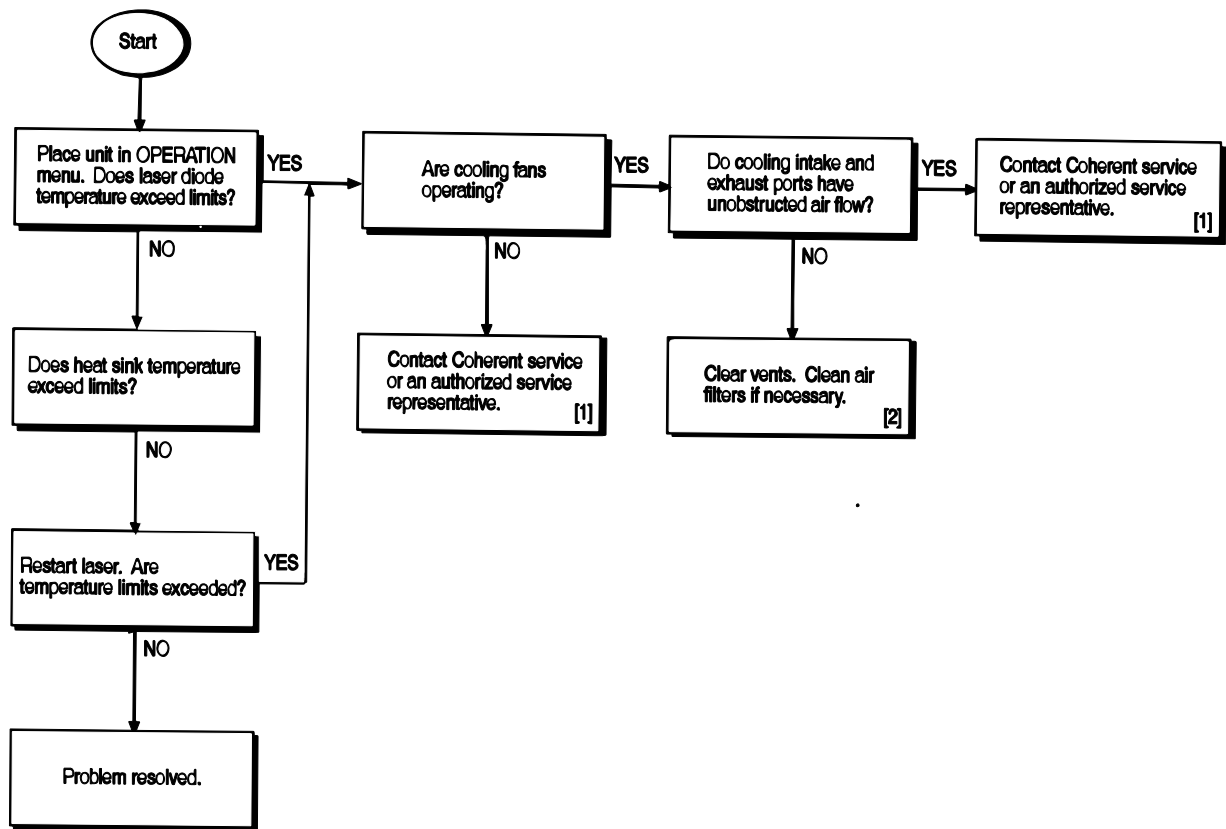 Start
Place unit in OPERATION
menu. Does laser diode
temperature exceed limits?
YES
NO
Are cooling fans
operating?
YES
NO
Do cooling intake and
exhaust ports have
unobstructed air flow?
YES
NO
Contact Coherent service
or an authorized service
representative.
[1]
Does heat sink temperature
exceed limits?
NO
Contact Coherent service
or an authorized service
representative.
[1]
Clear vents. Clean air
filters if necessary.
[2]
Restart laser. Are
temperature limits exceeded?
YES
NO
Problem resolved.